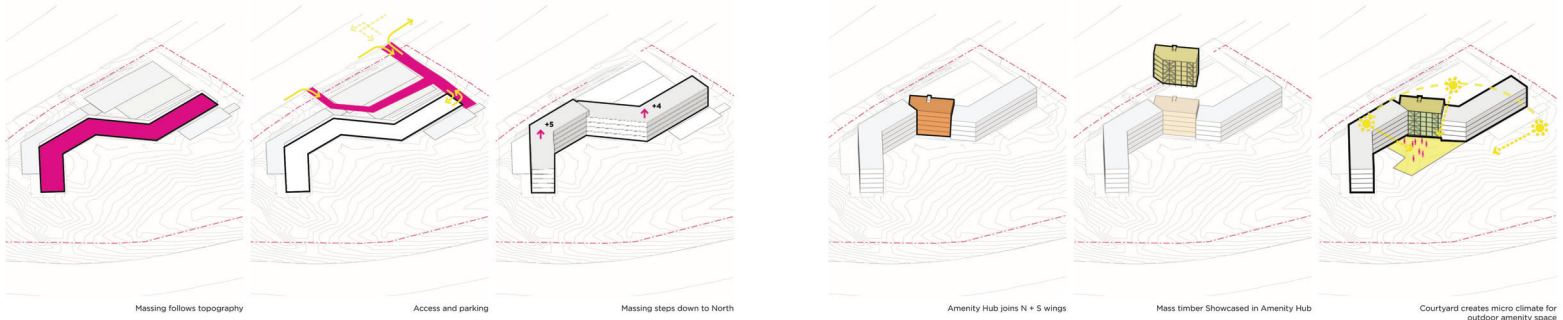 +5
+4
Massing follows topography
Access and parking
Massing steps down to North
Amenity Hub joins N + S wings
Mass timber Showcased in Amenity Hub
Courtyard creates micro climate for
outdoor amenity space